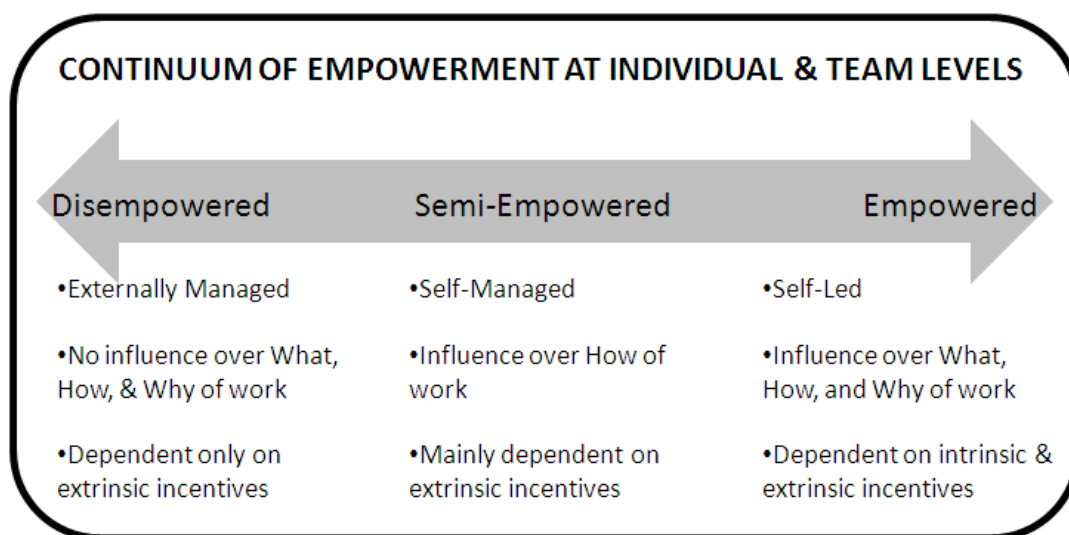 CONTINUUM OF EMPOWERMENT AT INDIVIDUAL & TEAM LEVELS
Disempowered
Semi-Empowered
Empowered
•Externally Managed
•No influence over What,
How, & Why of work
•Dependent only on
extrinsic incentives
•Self-Managed
•Influence over How of
work
•Mainly dependent on
extrinsic incentives
•Self-Led
•Influence over What,
How, and Why of work
•Dependent on intrinsic &
extrinsic incentives